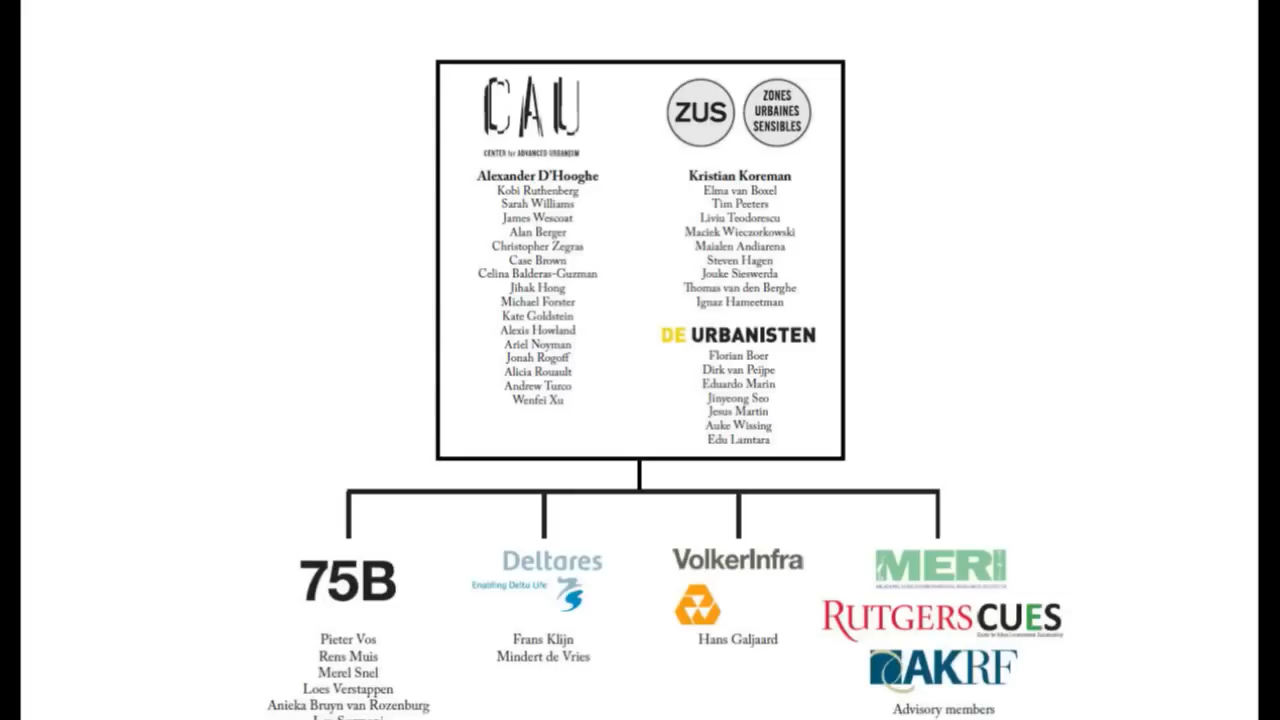 CAU
CENTER for ADVANCED URBANISM
Alexander D'Hooghe
Kobi Ruthenberg
Sarah Williams
James Wescoat
Alan Berger
Christopher Zegras
Case Brown
Celina Balderas-Guzman
Jihak Hong
Michael Forster
Kate Goldstein
Alexis Howland
Ariel Noyman
Jonah Rogoff
Alicia Rouault
Andrew Turco
Wenfei Xu
ZUS
ZONES
URBAINES
SENSIBLES
Kristian Koreman
Elma van Boxel
Tim Peeters
Liviu Teodorescu
Maciek Wieczorkowski
Maialen Andiarena
Steven Hagen
Jouke Sieswerda
Thomas van den Berghe
Ignaz Hameetman
DE URBANISTEN
Florian Boer
Dirk van Peijpe
Eduardo Marin
Jinyeong Seo
Jesus Martin
Auke Wissing
Edu Lamtara
75B
Pieter Vos
Rens Muis
Merel Snel
Loes Verstappen
Anieka Bruyn van Rozenburg
Deltares
Enabling Delta Life
Frans Klijn
Mindert de Vries
VolkerInfra
Hans Galjaard
MERI
RUTGERS CUES
AKRF
Advisory members